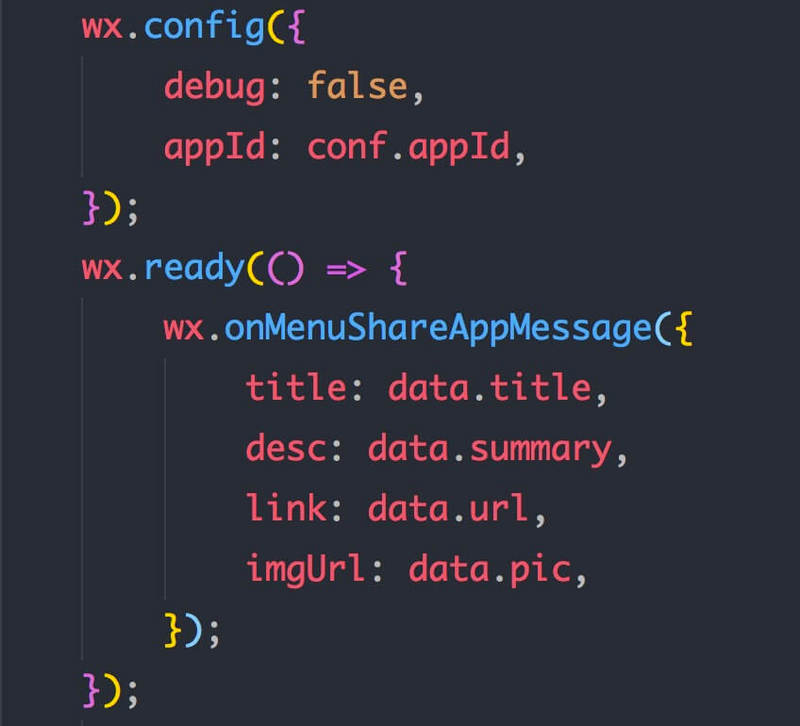 wx.config({
debug: false,
appId: conf.appId,
});
wx.ready(() => {
wx.onMenuShareAppMessage({
title: data.title,
desc: data.summary,
link: data.url,
imgUrl: data.pic,
});
});